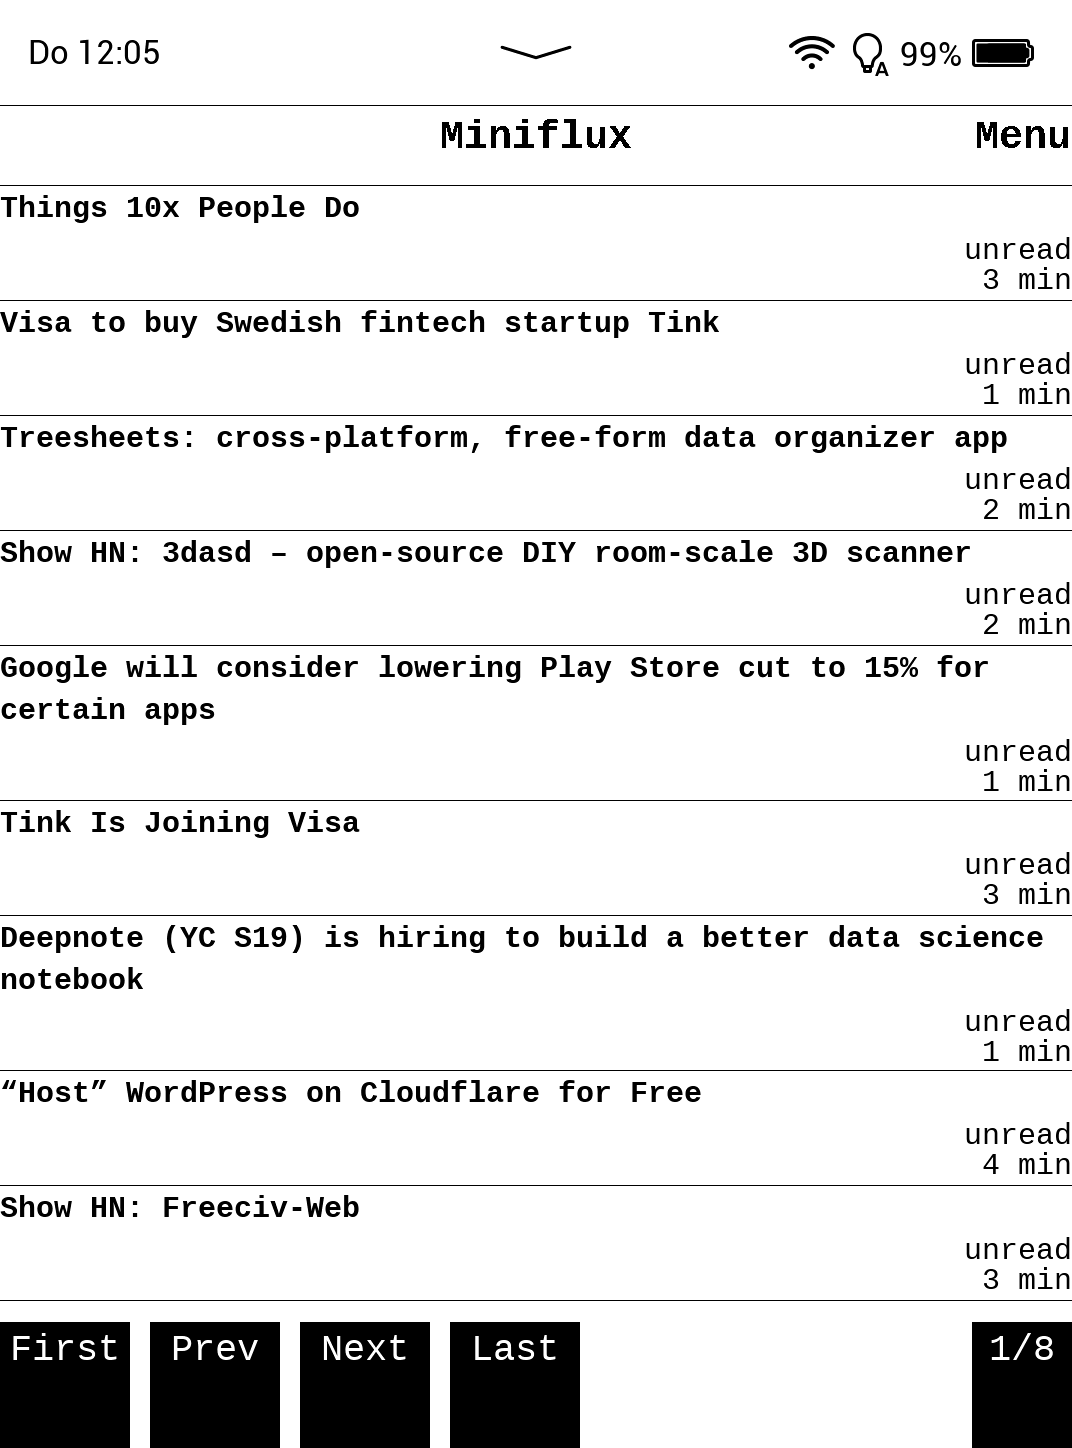 Do 12:05
A 99%
Miniflux Menu
Things 10x People Do
unread
3 min
Visa to buy Swedish fintech startup Tink
unread
1 min
Treesheets: cross-platform, free-form data organizer app
unread
2 min
Show HN: 3dasd – open-source DIY room-scale 3D scanner
unread
2 min
Google will consider lowering Play Store cut to 15% for
certain apps
unread
1 min
Tink Is Joining Visa
unread
3 min
Deepnote (YC S19) is hiring to build a better data science
notebook
unread
1 min
“Host” WordPress on Cloudflare for Free
unread
4 min
Show HN: Freeciv-Web
unread
3 min
First Prev Next Last 1/8